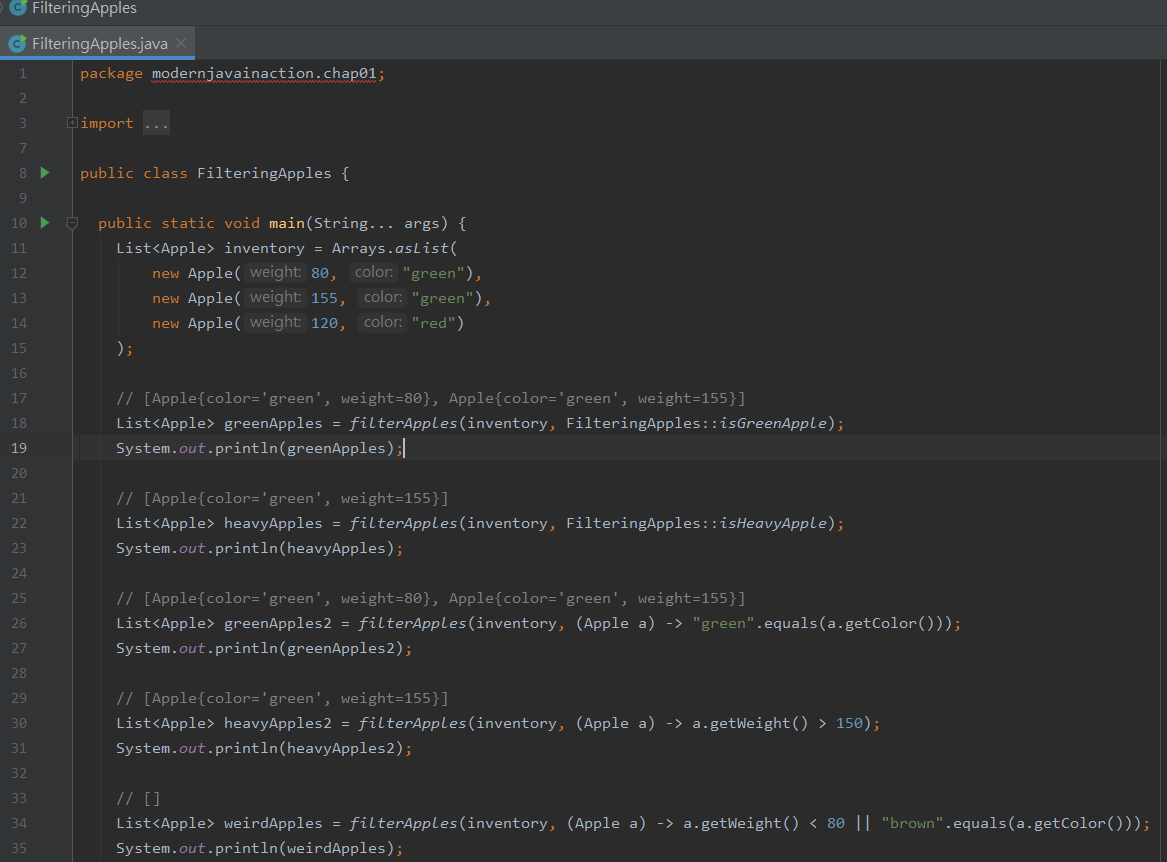 FilteringApples
FilteringApples.java
1 package modernjavainaction.chap01;
2
3 import ...
7
8 public class FilteringApples {
9
10 public static void main(String... args) {
11 List<Apple> inventory = Arrays.asList(
12 new Apple( weight: 80, color: "green"),
13 new Apple( weight: 155, color: "green"),
14 new Apple( weight: 120, color: "red")
15 );
16
17 // [Apple{color='green', weight=80}, Apple{color='green', weight=155}]
18 List<Apple> greenApples = filterApples(inventory, FilteringApples::isGreenApple);
19 System.out.println(greenApples);
20
21 // [Apple{color='green', weight=155}]
22 List<Apple> heavyApples = filterApples(inventory, FilteringApples::isHeavyApple);
23 System.out.println(heavyApples);
24
25 // [Apple{color='green', weight=80}, Apple{color='green', weight=155}]
26 List<Apple> greenApples2 = filterApples(inventory, (Apple a) -> "green".equals(a.getColor()));
27 System.out.println(greenApples2);
28
29 // [Apple{color='green', weight=155}]
30 List<Apple> heavyApples2 = filterApples(inventory, (Apple a) -> a.getWeight() > 150);
31 System.out.println(heavyApples2);
32
33 // []
34 List<Apple> weirdApples = filterApples(inventory, (Apple a) -> a.getWeight() < 80 || "brown".equals(a.getColor()));
35 System.out.println(weirdApples);